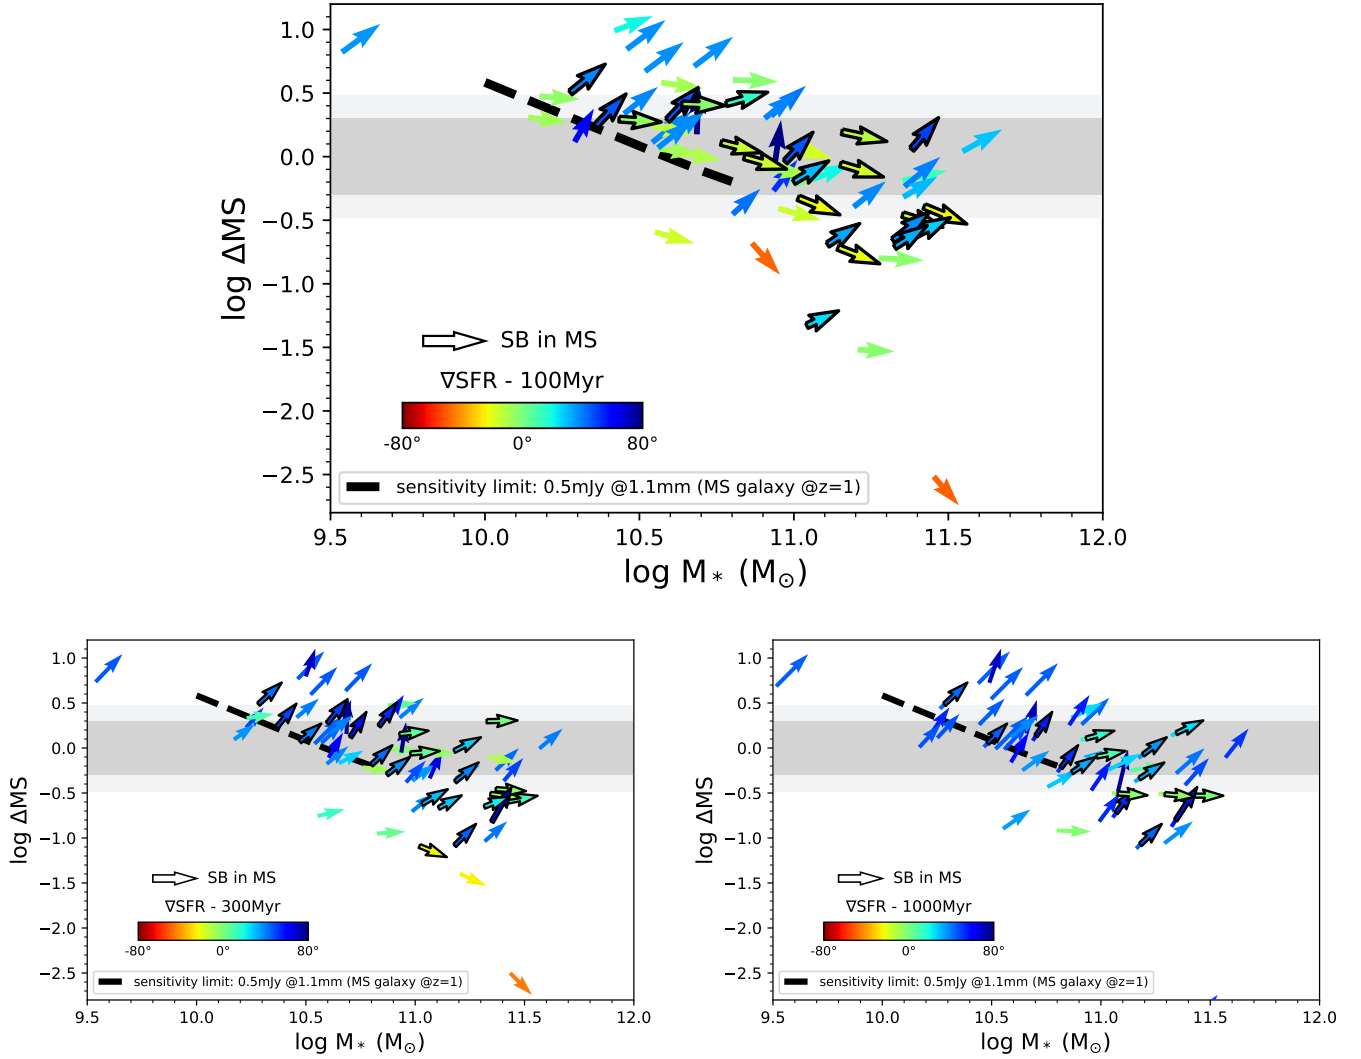 1.0
0.5
0.0
−0.5
−1.0
−1.5
−2.0
−2.5
log ΔMS
SB in MS
∇SFR - 100Myr
-80° 0° 80°
sensitivity limit: 0.5mJy @1.1mm (MS galaxy @z=1)
9.5 10.0 10.5 11.0 11.5 12.0
log M* (M⊙)
1.0
0.5
0.0
−0.5
−1.0
−1.5
−2.0
−2.5
log ΔMS
SB in MS
∇SFR - 300Myr
-80° 0° 80°
sensitivity limit: 0.5mJy @1.1mm (MS galaxy @z=1)
9.5 10.0 10.5 11.0 11.5 12.0
log M* (M⊙)
1.0
0.5
0.0
−0.5
−1.0
−1.5
−2.0
−2.5
log ΔMS
SB in MS
∇SFR - 1000Myr
-80° 0° 80°
sensitivity limit: 0.5mJy @1.1mm (MS galaxy @z=1)
9.5 10.0 10.5 11.0 11.5 12.0
log M* (M⊙)